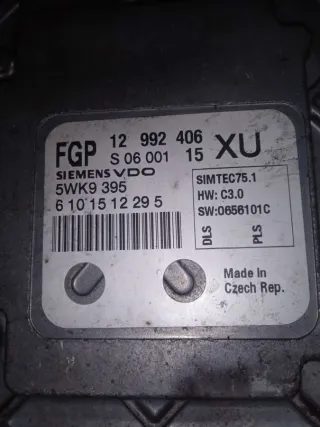 FGP 12 992 406 XU
S 06 001 15
SIEMENS VDO
5WK9 395
6 10 15 12 29 5
SIMTEC75.1
HW: C3.0
SW:0656101C
DLS PLS
Made in
Czech Rep.